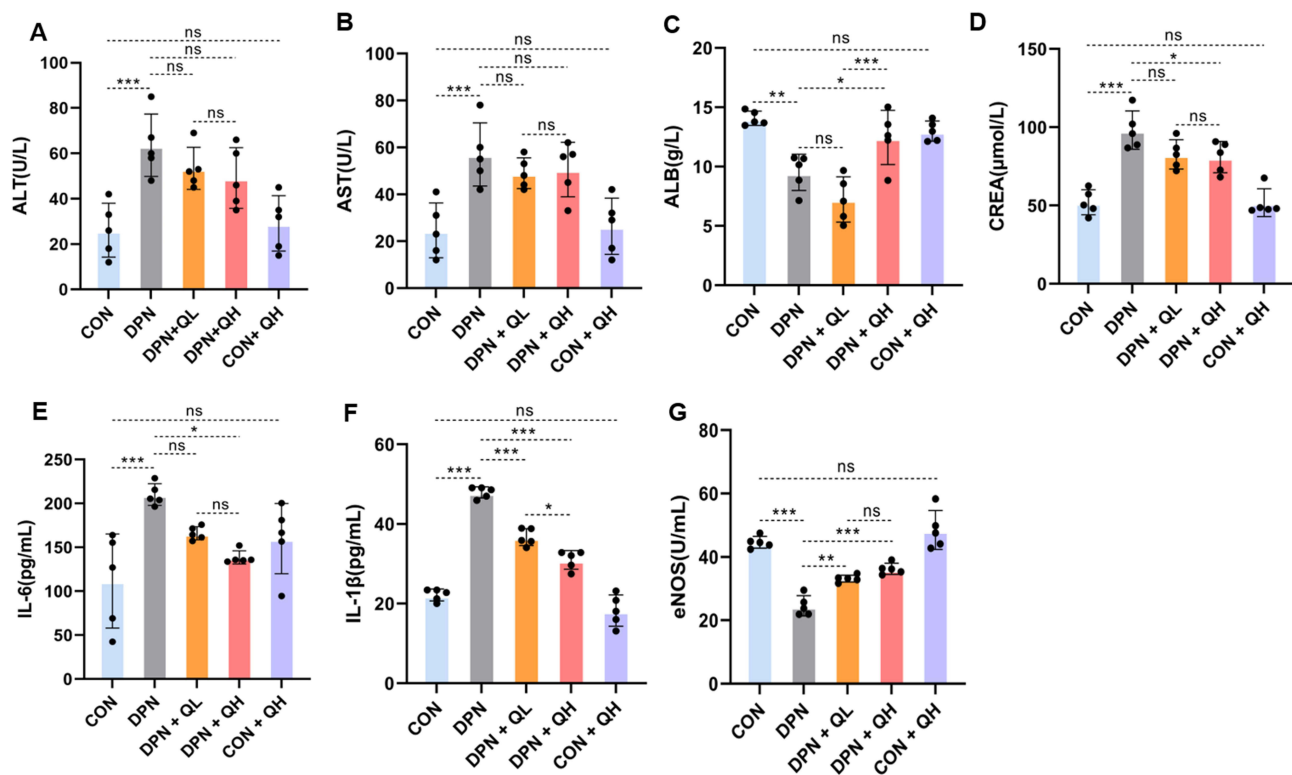 A
ns
ns
ns
***
ns
ALT(U/L)
100
80
60
40
20
0
CON
DPN
DPN+QL
DPN+QH
CON+ QH
B
ns
ns
ns
***
ns
AST(U/L)
100
80
60
40
20
0
CON
DPN
DPN + QL
DPN + QH
CON + QH
C
ns
***
*
**
ns
ALB(g/L)
20
15
10
5
0
CON
DPN
DPN + QL
DPN + QH
CON + QH
D
ns
*
ns
***
ns
CREA(μmol/L)
150
100
50
0
CON
DPN
DPN + QL
DPN + QH
CON + QH
E
ns
*
ns
***
ns
IL-6(pg/mL)
250
200
150
100
50
0
CON
DPN
DPN + QL
DPN + QH
CON + QH
F
ns
***
***
***
*
IL-1β(pg/mL)
60
40
20
0
CON
DPN
DPN + QL
DPN + QH
CON + QH
G
ns
***
ns
***
**
eNOS(U/mL)
80
60
40
20
0
CON
DPN
DPN + QL
DPN + QH
CON + QH